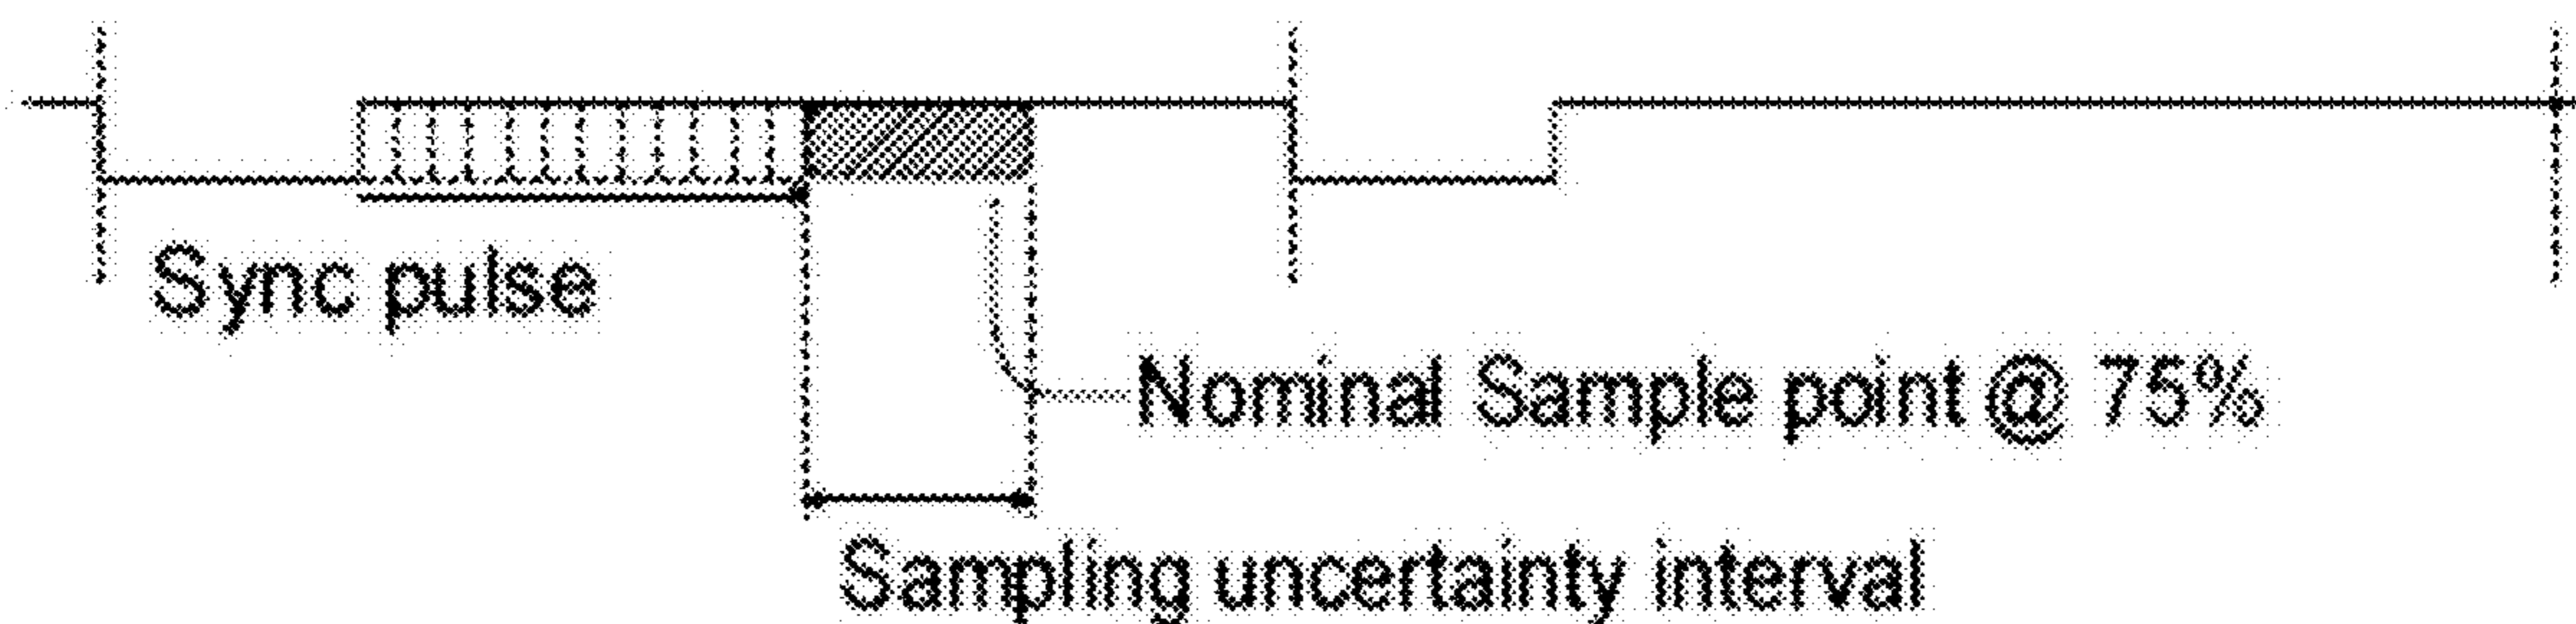 Sync pulse
Nominal Sample point @ 75%
Sampling uncertainty interval